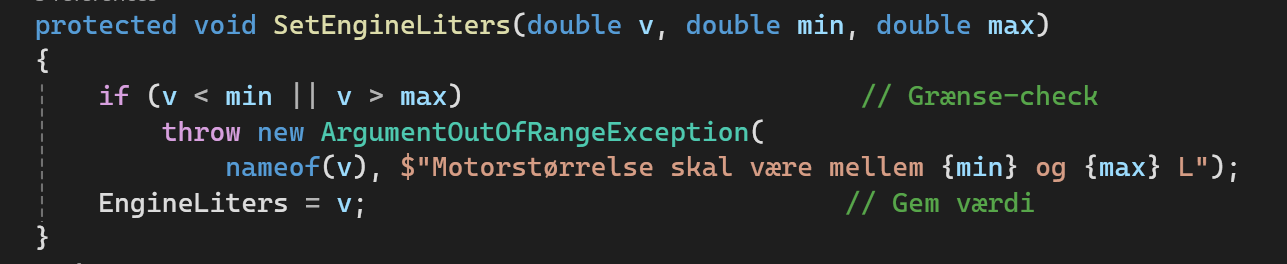 protected void SetEngineLiters(double v, double min, double max)
{
if (v < min || v > max) // Grænse-check
throw new ArgumentOutOfRangeException(
nameof(v), $"Motorstørrelse skal være mellem {min} og {max} L");
EngineLiters = v; // Gem værdi
}